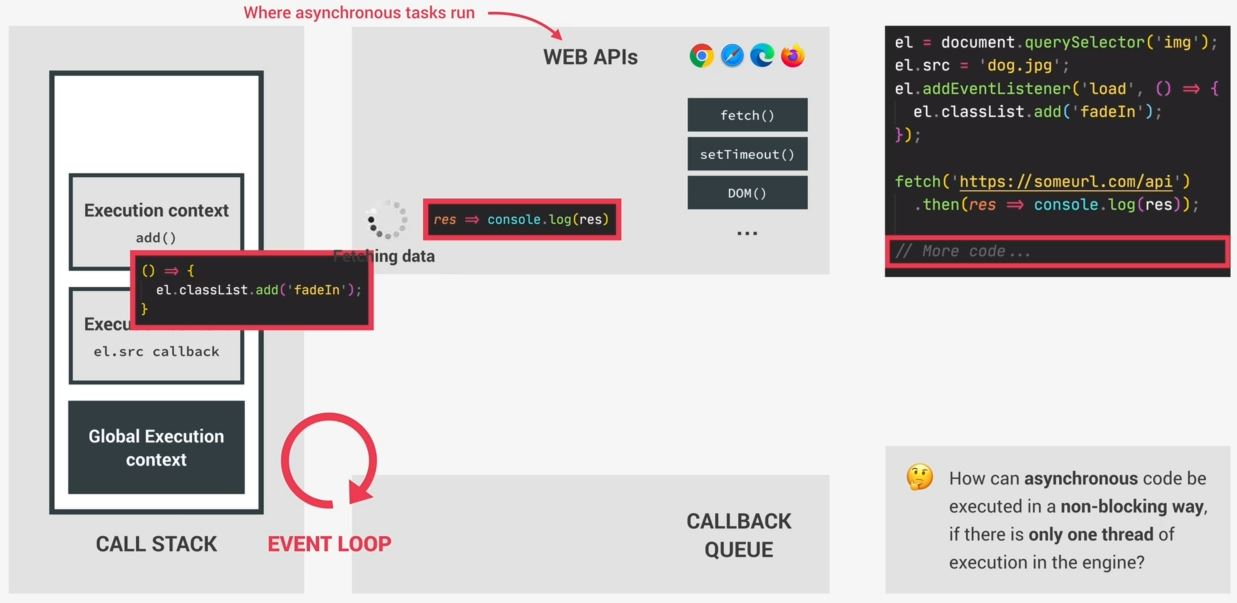 Where asynchronous tasks run
WEB APIs
fetch()
setTimeout()
DOM()
...
Execution context
add()
() => {
el.classList.add('fadeIn');
}
Execu
el.src callback
Global Execution
context
CALL STACK
res => console.log(res)
Fetching data
EVENT LOOP
CALLBACK
QUEUE
el = document.querySelector('img');
el.src = 'dog.jpg';
el.addEventListener('load', () => {
el.classList.add('fadeIn');
});
fetch('https://someurl.com/api')
.then(res => console.log(res));
// More code...
How can asynchronous code be
executed in a non-blocking way,
if there is only one thread of
execution in the engine?